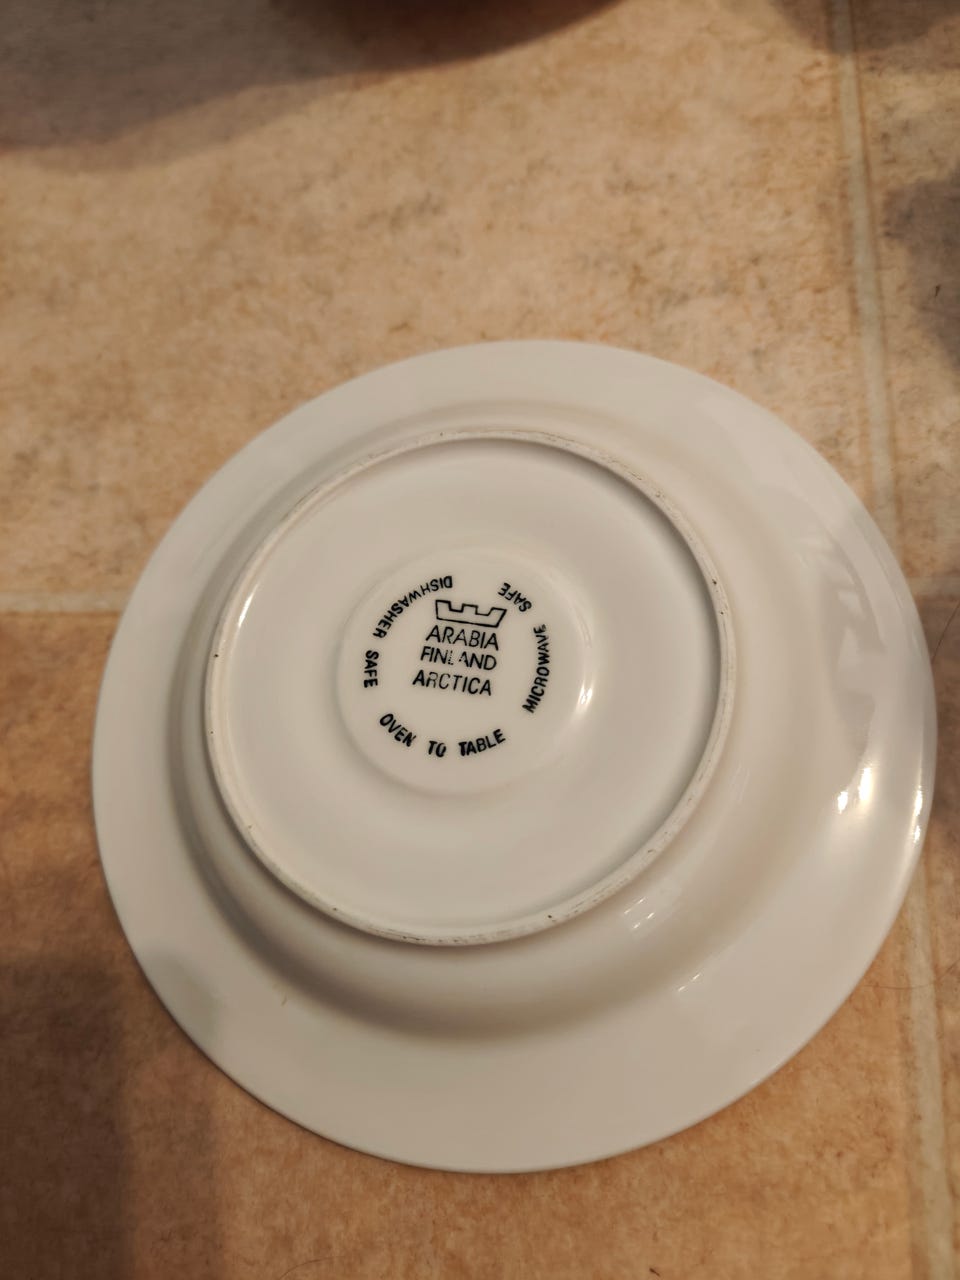 ARABIA
FINLAND
ARCTICA
DISHWASHER SAFE
OVEN TO TABLE
MICROWAVE SAFE